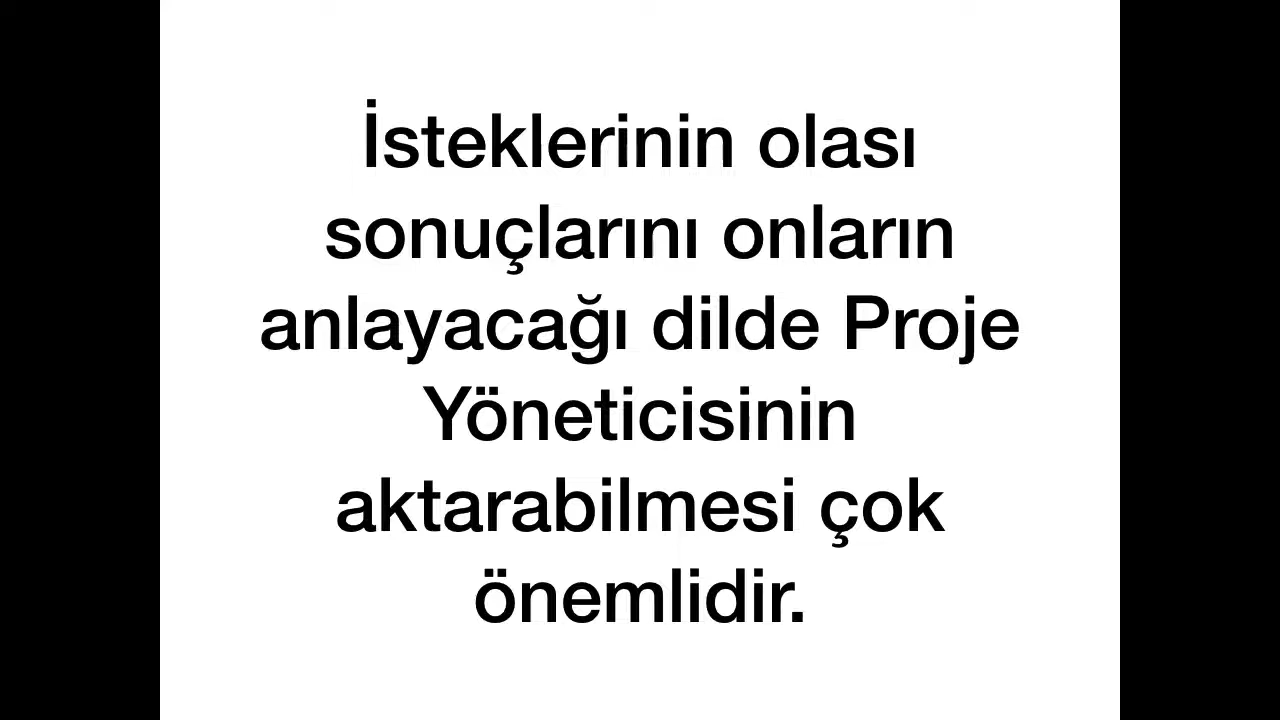 İsteklerinin olası
sonuçlarını onların
anlayacağı dilde Proje
Yöneticisinin
aktarabilmesi çok
önemlidir.